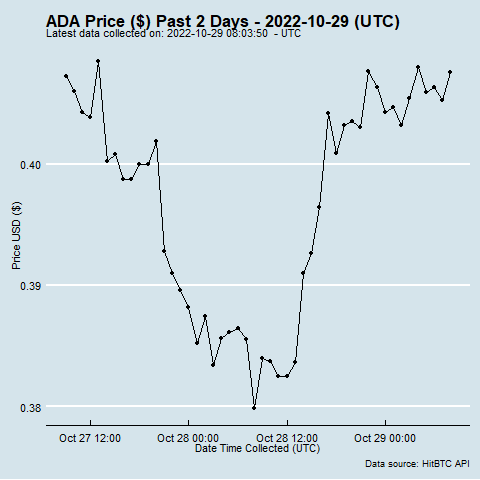 ADA Price ($) Past 2 Days - 2022-10-29 (UTC)
Latest data collected on: 2022-10-29 08:03:50  - UTC
0.40
0.39
0.38
Price USD ($)
Oct 27 12:00
Oct 28 00:00
Oct 28 12:00
Oct 29 00:00
Date Time Collected (UTC)
Data source: HitBTC API